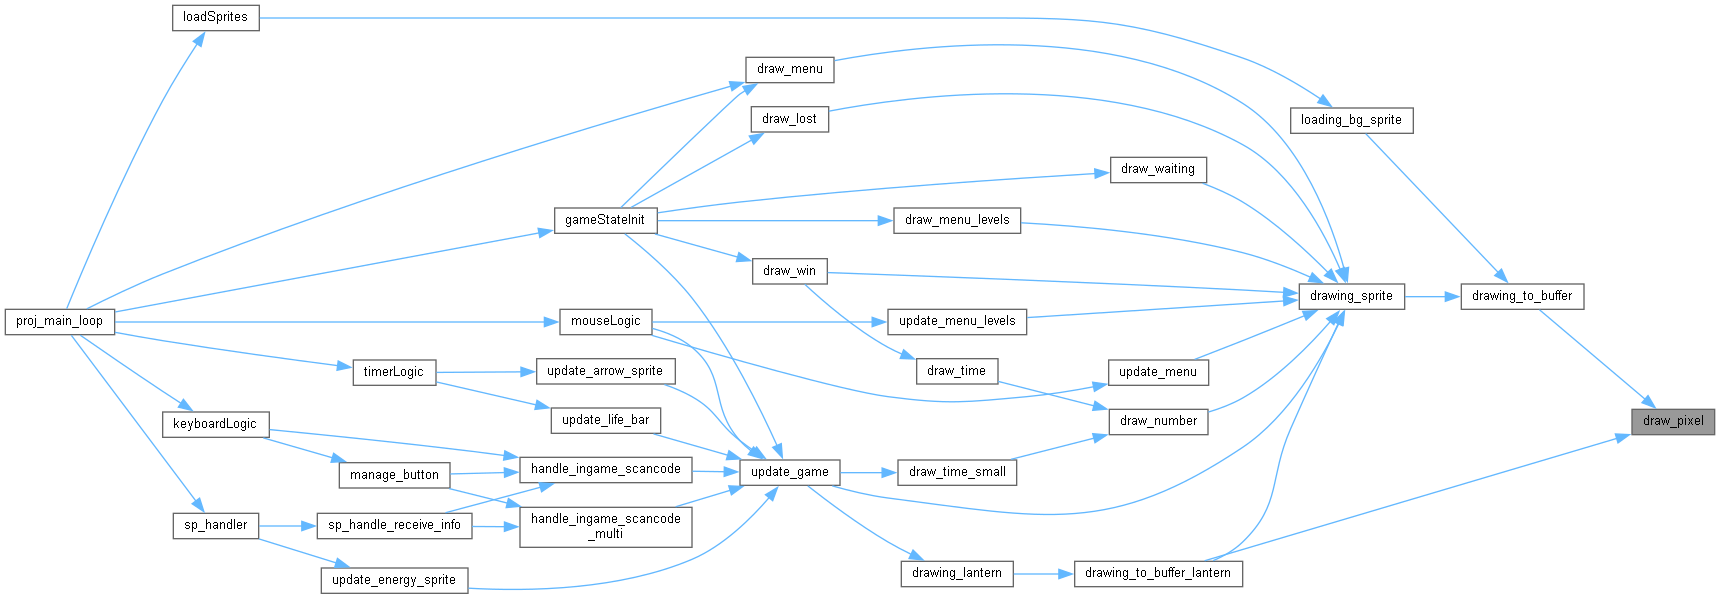 loadSprites
draw_menu
draw_lost
loading_bg_sprite
draw_waiting
gameStateInit
draw_menu_levels
draw_win
drawing_sprite
drawing_to_buffer
proj_main_loop
mouseLogic
update_menu_levels
timerLogic
update_arrow_sprite
draw_time
update_menu
keyboardLogic
update_life_bar
draw_number
draw_pixel
manage_button
handle_ingame_scancode
update_game
draw_time_small
sp_handler
sp_handle_receive_info
handle_ingame_scancode
_multi
update_energy_sprite
drawing_lantern
drawing_to_buffer_lantern